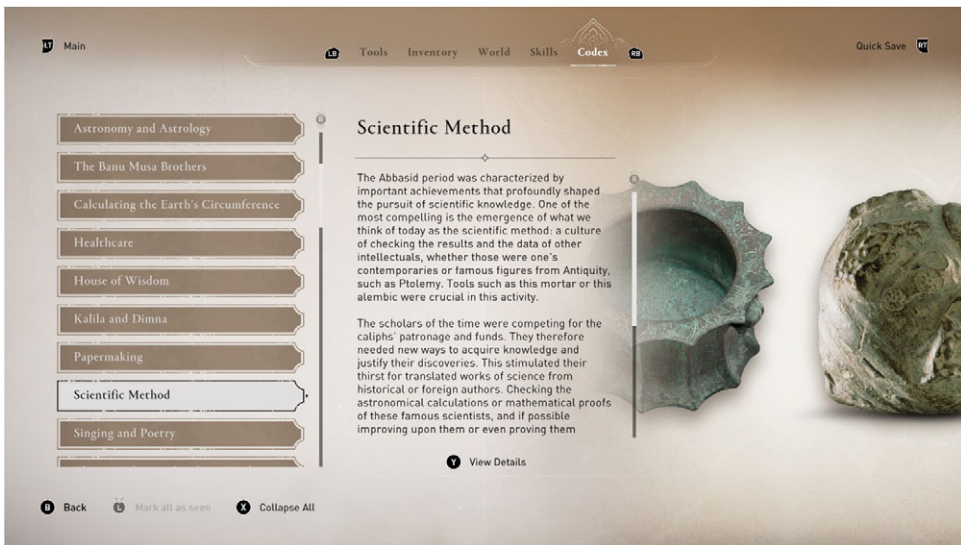 LT Main
LB Tools Inventory World Skills Codex RB
Quick Save RT
Astronomy and Astrology
The Banu Musa Brothers
Calculating the Earth's Circumference
Healthcare
House of Wisdom
Kalila and Dimna
Papermaking
Scientific Method
Singing and Poetry
Scientific Method
The Abbasid period was characterized by
important achievements that profoundly shaped
the pursuit of scientific knowledge. One of the
most compelling is the emergence of what we
think of today as the scientific method: a culture
of checking the results and the data of other
intellectuals, whether those were one's
contemporaries or famous figures from Antiquity,
such as Ptolemy. Tools such as this mortar or this
alembic were crucial in this activity.
The scholars of the time were competing for the
caliphs' patronage and funds. They therefore
needed new ways to acquire knowledge and
justify their discoveries. This stimulated their
thirst for translated works of science from
historical or foreign authors. Checking the
astronomical calculations or mathematical proofs
of these famous scientists, and if possible
improving upon them or even proving them
Y View Details
B Back
L Mark all as seen
X Collapse All